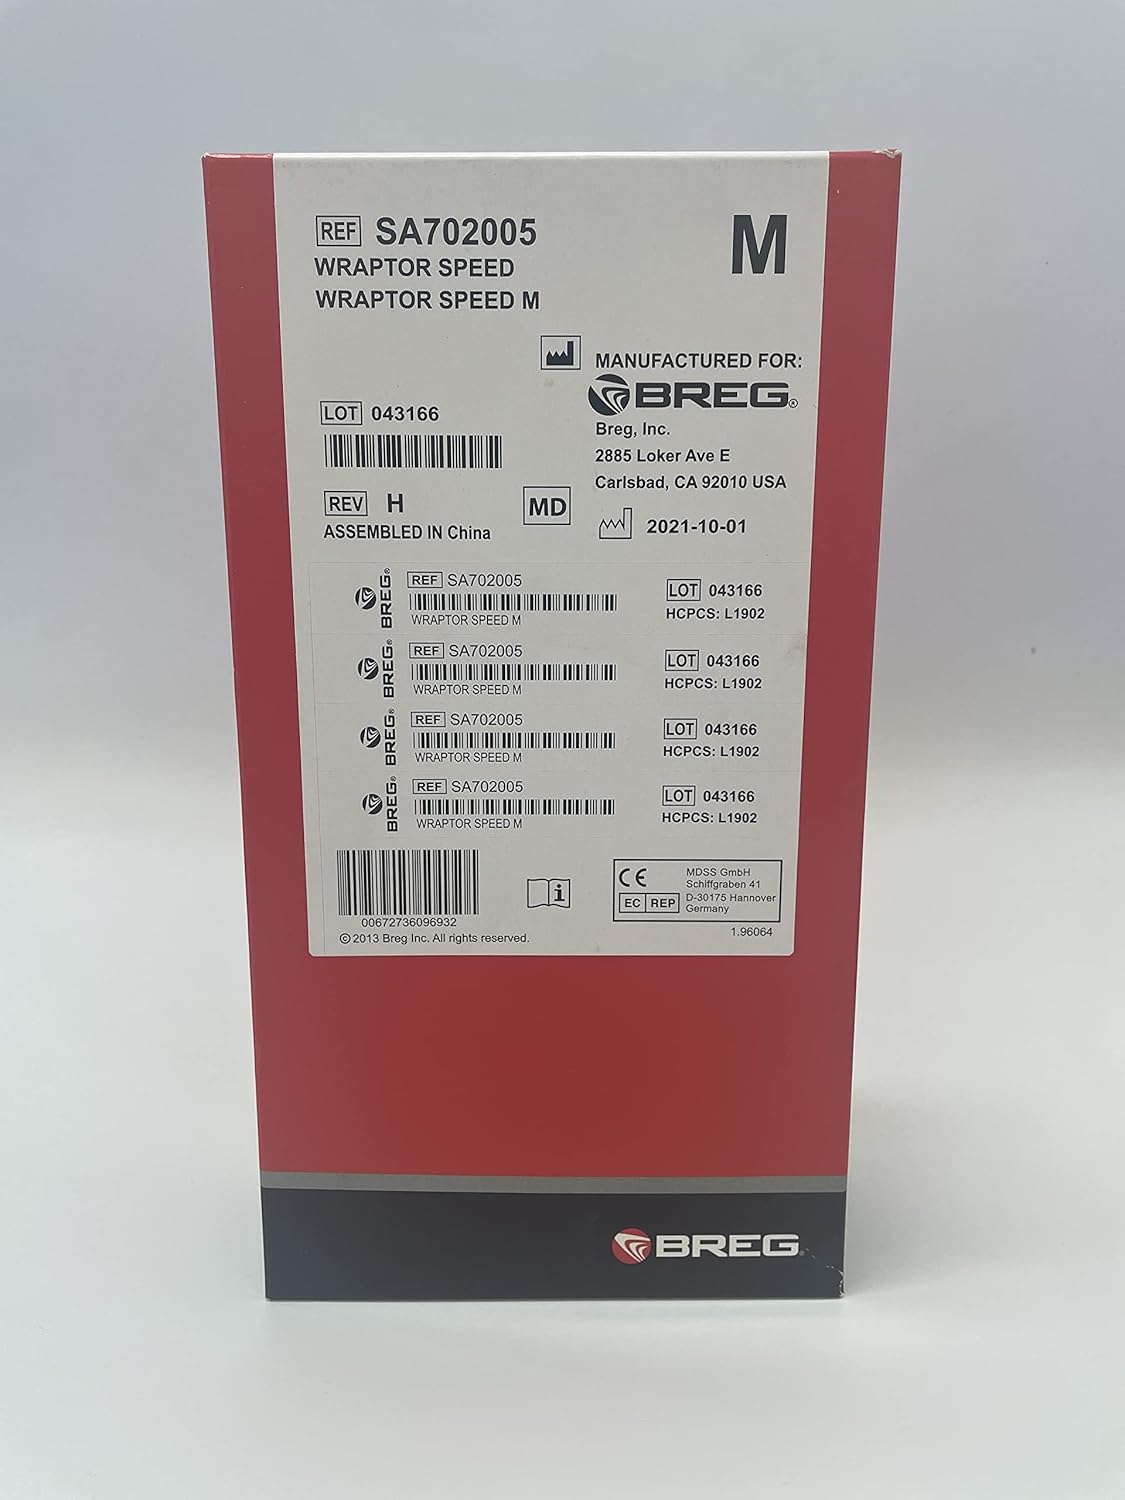 REF SA702005
M
WRAPTOR SPEED
WRAPTOR SPEED M
MANUFACTURED FOR:
BREG®
LOT 043166
Breg, Inc.
2885 Loker Ave E
Carlsbad, CA 92010 USA
REV H
MD
2021-10-01
ASSEMBLED IN China
BREG®
REF SA702005
WRAPTOR SPEED M
LOT 043166
HCPCS: L1902
BREG®
REF SA702005
WRAPTOR SPEED M
LOT 043166
HCPCS: L1902
BREG®
REF SA702005
WRAPTOR SPEED M
LOT 043166
HCPCS: L1902
BREG®
REF SA702005
WRAPTOR SPEED M
LOT 043166
HCPCS: L1902
00672736096932
© 2013 Breg Inc. All rights reserved.
i
CE
EC REP
MDSS GmbH
Schiffgraben 41
D-30175 Hannover
Germany
1.96064
BREG®